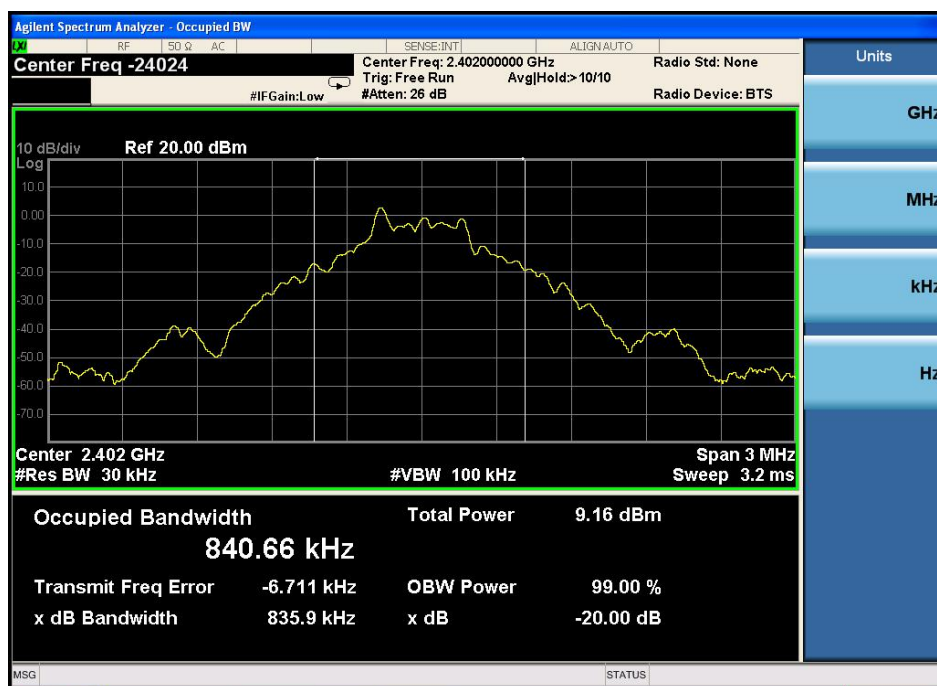 Agilent Spectrum Analyzer - Occupied BW
LXI RF 50 Ω AC SENSE:INT ALIGN AUTO
Center Freq -24024 Center Freq: 2.402000000 GHz Radio Std: None
Trig: Free Run Avg|Hold:>10/10
#IFGain:Low #Atten: 26 dB Radio Device: BTS
Units
GHz
MHz
kHz
Hz
10 dB/div Ref 20.00 dBm
Log
10.0
0.00
-10.0
-20.0
-30.0
-40.0
-50.0
-60.0
-70.0
Center 2.402 GHz Span 3 MHz
#Res BW 30 kHz #VBW 100 kHz Sweep 3.2 ms
Occupied Bandwidth Total Power 9.16 dBm
840.66 kHz
Transmit Freq Error -6.711 kHz OBW Power 99.00 %
x dB Bandwidth 835.9 kHz x dB -20.00 dB
MSG STATUS